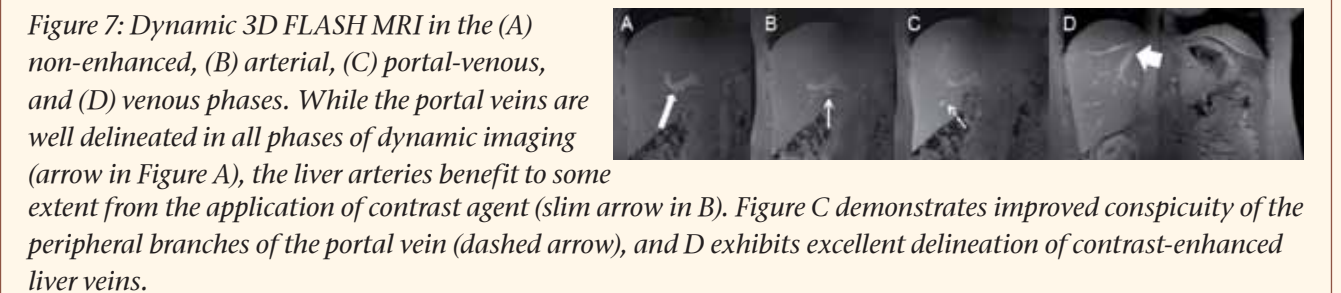 Figure 7: Dynamic 3D FLASH MRI in the (A)
non-enhanced, (B) arterial, (C) portal-venous,
and (D) venous phases. While the portal veins are
well delineated in all phases of dynamic imaging
(arrow in Figure A), the liver arteries benefit to some
extent from the application of contrast agent (slim arrow in B). Figure C demonstrates improved conspicuity of the
peripheral branches of the portal vein (dashed arrow), and D exhibits excellent delineation of contrast-enhanced
liver veins.
A B C D